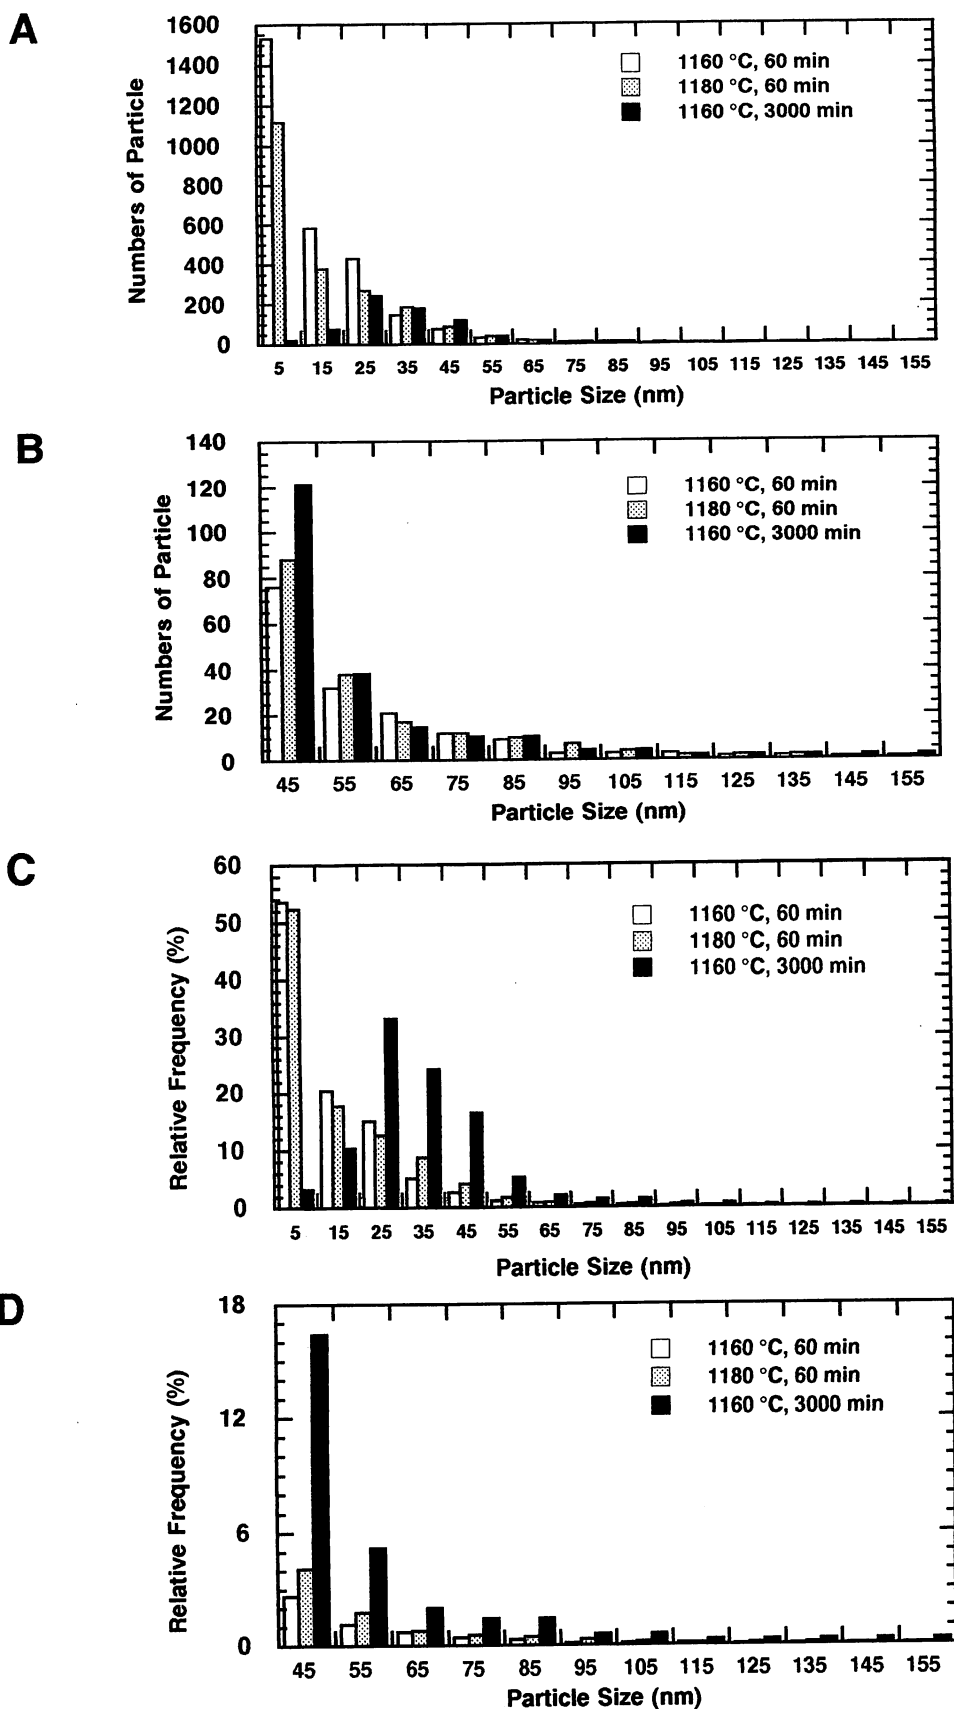 A
1600
1400
1200
1000
800
600
400
200
0
Numbers of Particle
1160 °C, 60 min
1180 °C, 60 min
1160 °C, 3000 min
5 15 25 35 45 55 65 75 85 95 105 115 125 135 145 155
Particle Size (nm)
B
140
120
100
80
60
40
20
0
Numbers of Particle
1160 °C, 60 min
1180 °C, 60 min
1160 °C, 3000 min
45 55 65 75 85 95 105 115 125 135 145 155
Particle Size (nm)
C
60
50
40
30
20
10
0
Relative Frequency (%)
1160 °C, 60 min
1180 °C, 60 min
1160 °C, 3000 min
5 15 25 35 45 55 65 75 85 95 105 115 125 135 145 155
Particle Size (nm)
D
18
12
6
0
Relative Frequency (%)
1160 °C, 60 min
1180 °C, 60 min
1160 °C, 3000 min
45 55 65 75 85 95 105 115 125 135 145 155
Particle Size (nm)